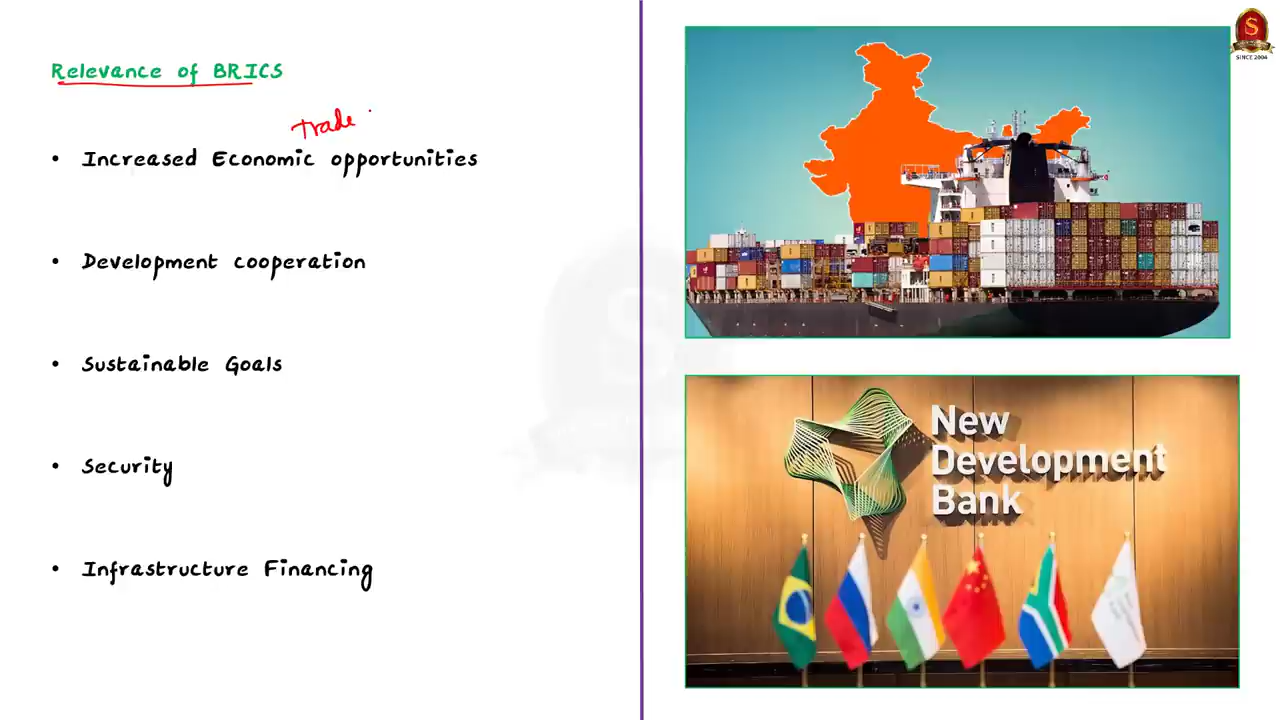 Relevance of BRICS
Trade
• Increased Economic opportunities
• Development cooperation
• Sustainable Goals
• Security
• Infrastructure Financing
S
SINCE 2004
New
Development
Bank